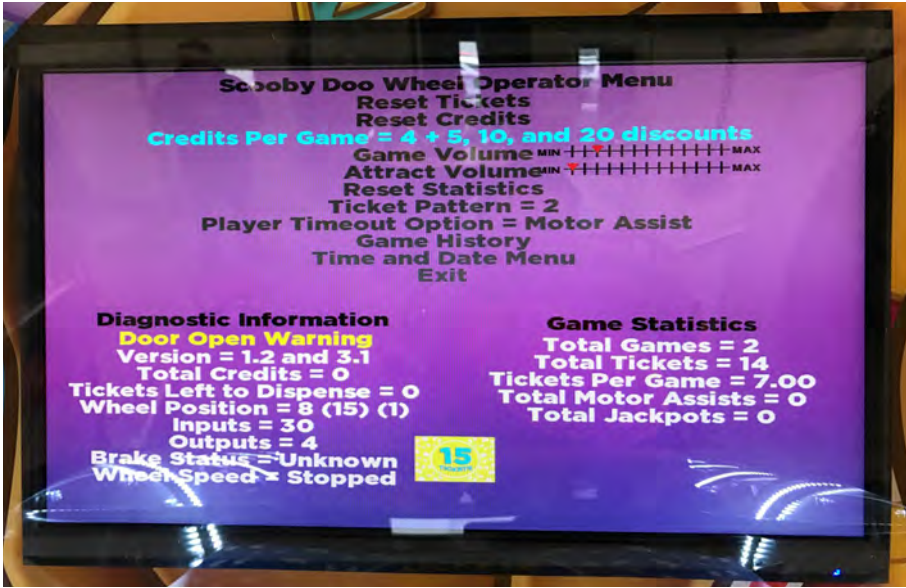 Scooby Doo Wheel Operator Menu
Reset Tickets
Reset Credits
Credits Per Game = 4 + 5, 10, and 20 discounts
Game Volume MIN MAX
Attract Volume MIN MAX
Reset Statistics
Ticket Pattern = 2
Player Timeout Option = Motor Assist
Game History
Time and Date Menu
Exit
Diagnostic Information
Door Open Warning
Version = 1.2 and 3.1
Total Credits = 0
Tickets Left to Dispense = 0
Wheel Position = 8 (15) (1)
Inputs = 30
Outputs = 4
Brake Status = Unknown
Wheel Speed = Stopped
15
TICKETS
Game Statistics
Total Games = 2
Total Tickets = 14
Tickets Per Game = 7.00
Total Motor Assists = 0
Total Jackpots = 0